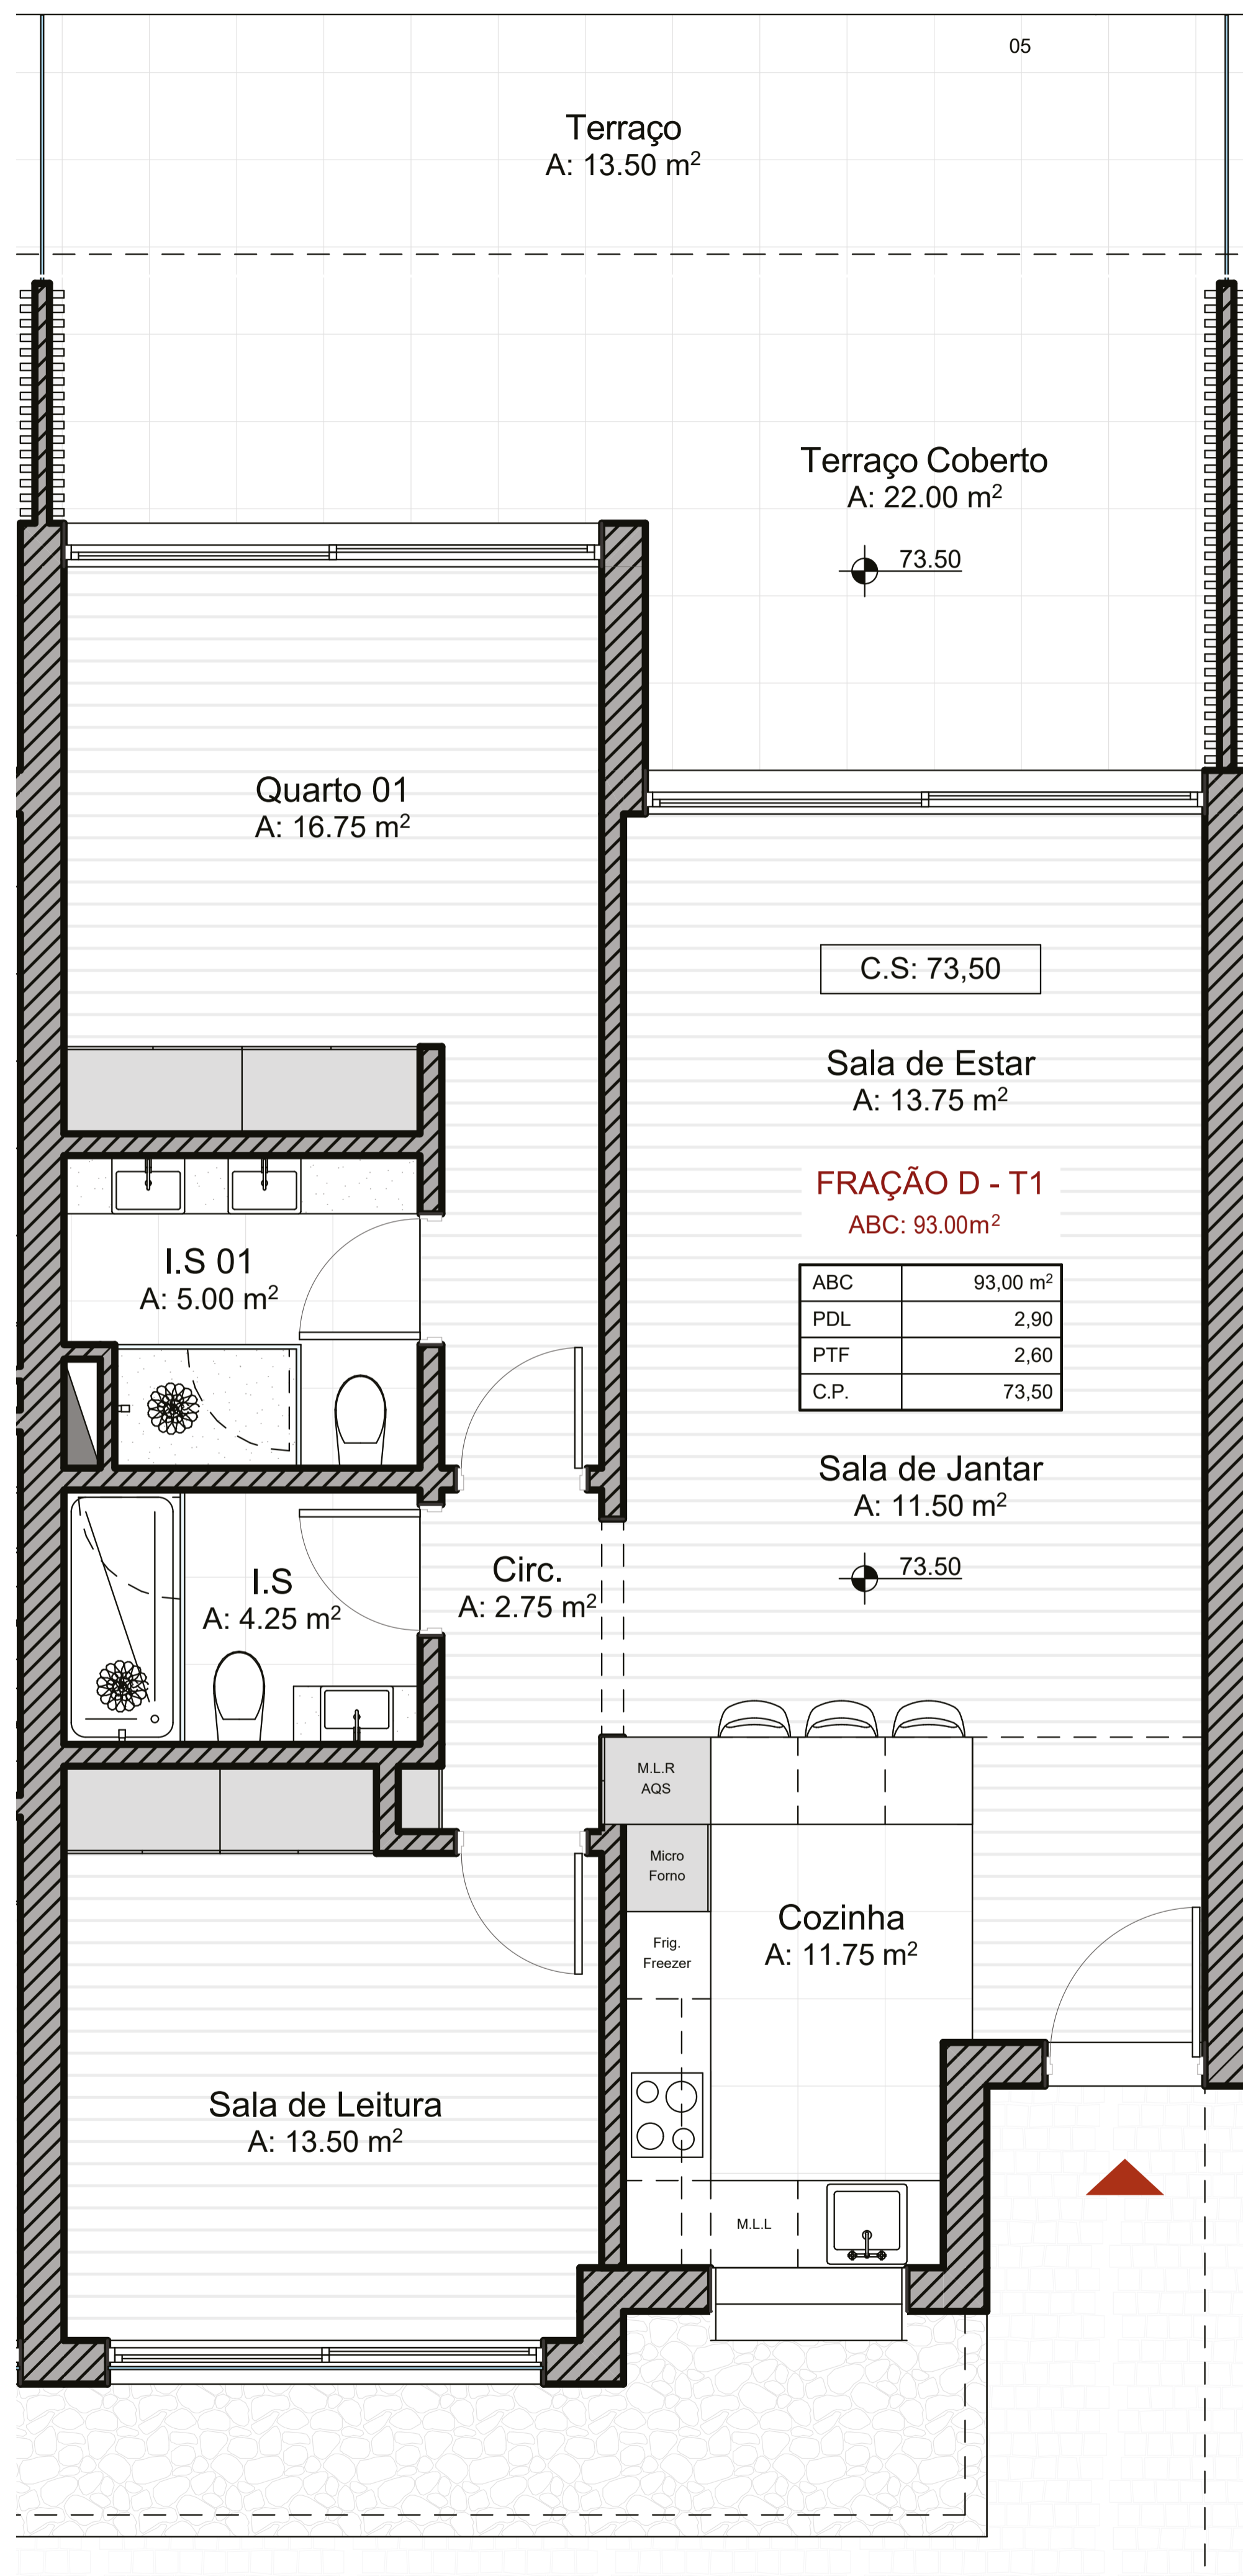 05
Terraço
A: 13.50 m²
Terraço Coberto
A: 22.00 m²
73.50
Quarto 01
A: 16.75 m²
C.S: 73,50
Sala de Estar
A: 13.75 m²
FRAÇÃO D - T1
ABC: 93.00m²
ABC 93,00 m²
PDL 2,90
PTF 2,60
C.P. 73,50
I.S 01
A: 5.00 m²
Sala de Jantar
A: 11.50 m²
73.50
Circ.
A: 2.75 m²
I.S
A: 4.25 m²
M.L.R
AQS
Micro
Forno
Frig.
Freezer
Cozinha
A: 11.75 m²
Sala de Leitura
A: 13.50 m²
M.L.L